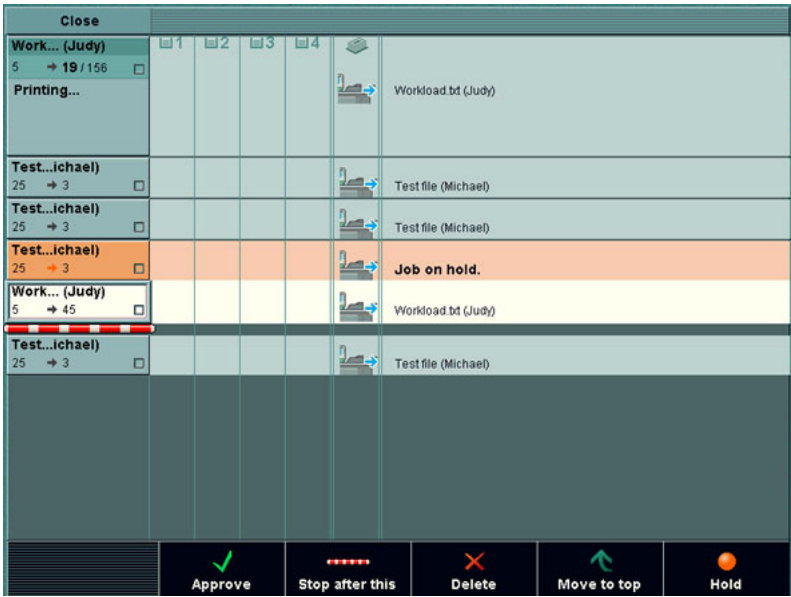 Close
Work... (Judy)
1 2 3 4
5 → 19 / 156
Printing...
Workload.txt (Judy)
Test...ichael)
25 → 3
Test file (Michael)
Test...ichael)
25 → 3
Test file (Michael)
Test...ichael)
25 → 3
Job on hold.
Work... (Judy)
5 → 45
Workload.txt (Judy)
Test...ichael)
25 → 3
Test file (Michael)
Approve
Stop after this
Delete
Move to top
Hold